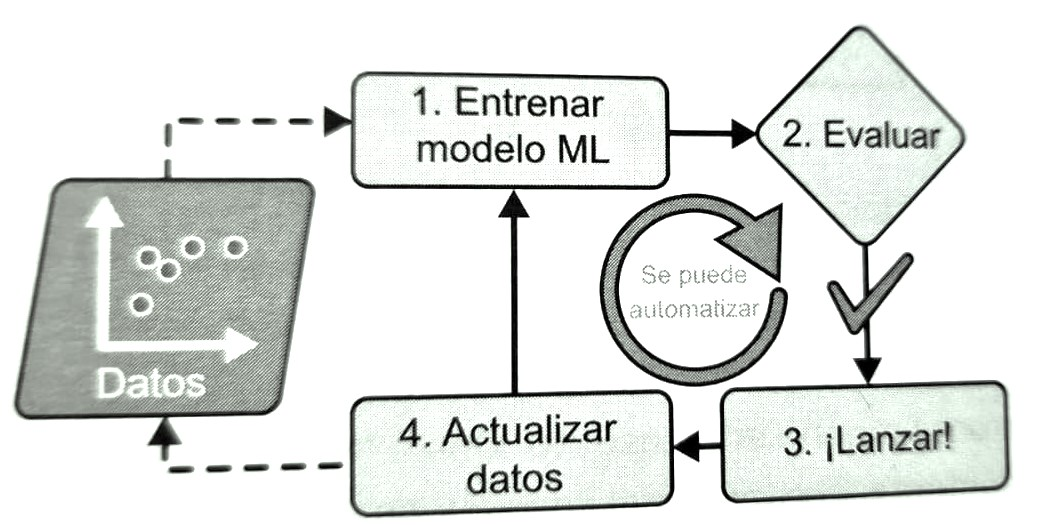 1. Entrenar
modelo ML
2. Evaluar
Se puede
automatizar
Datos
4. Actualizar
datos
3. ¡Lanzar!